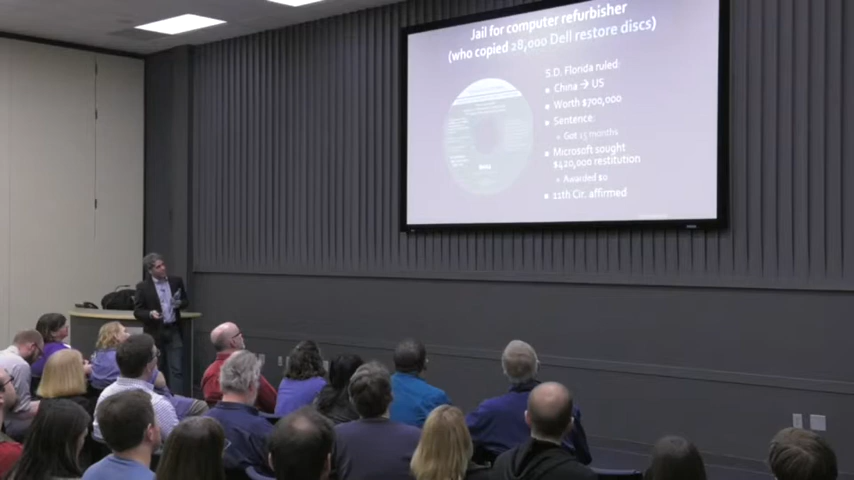 Jail for computer refurbisher
(who copied 28,000 Dell restore discs)
S.D. Florida ruled:
China → US
Worth $700,000
Sentence:
Got 15 months
Microsoft sought
$420,000 restitution
Awarded $0
11th Cir. affirmed